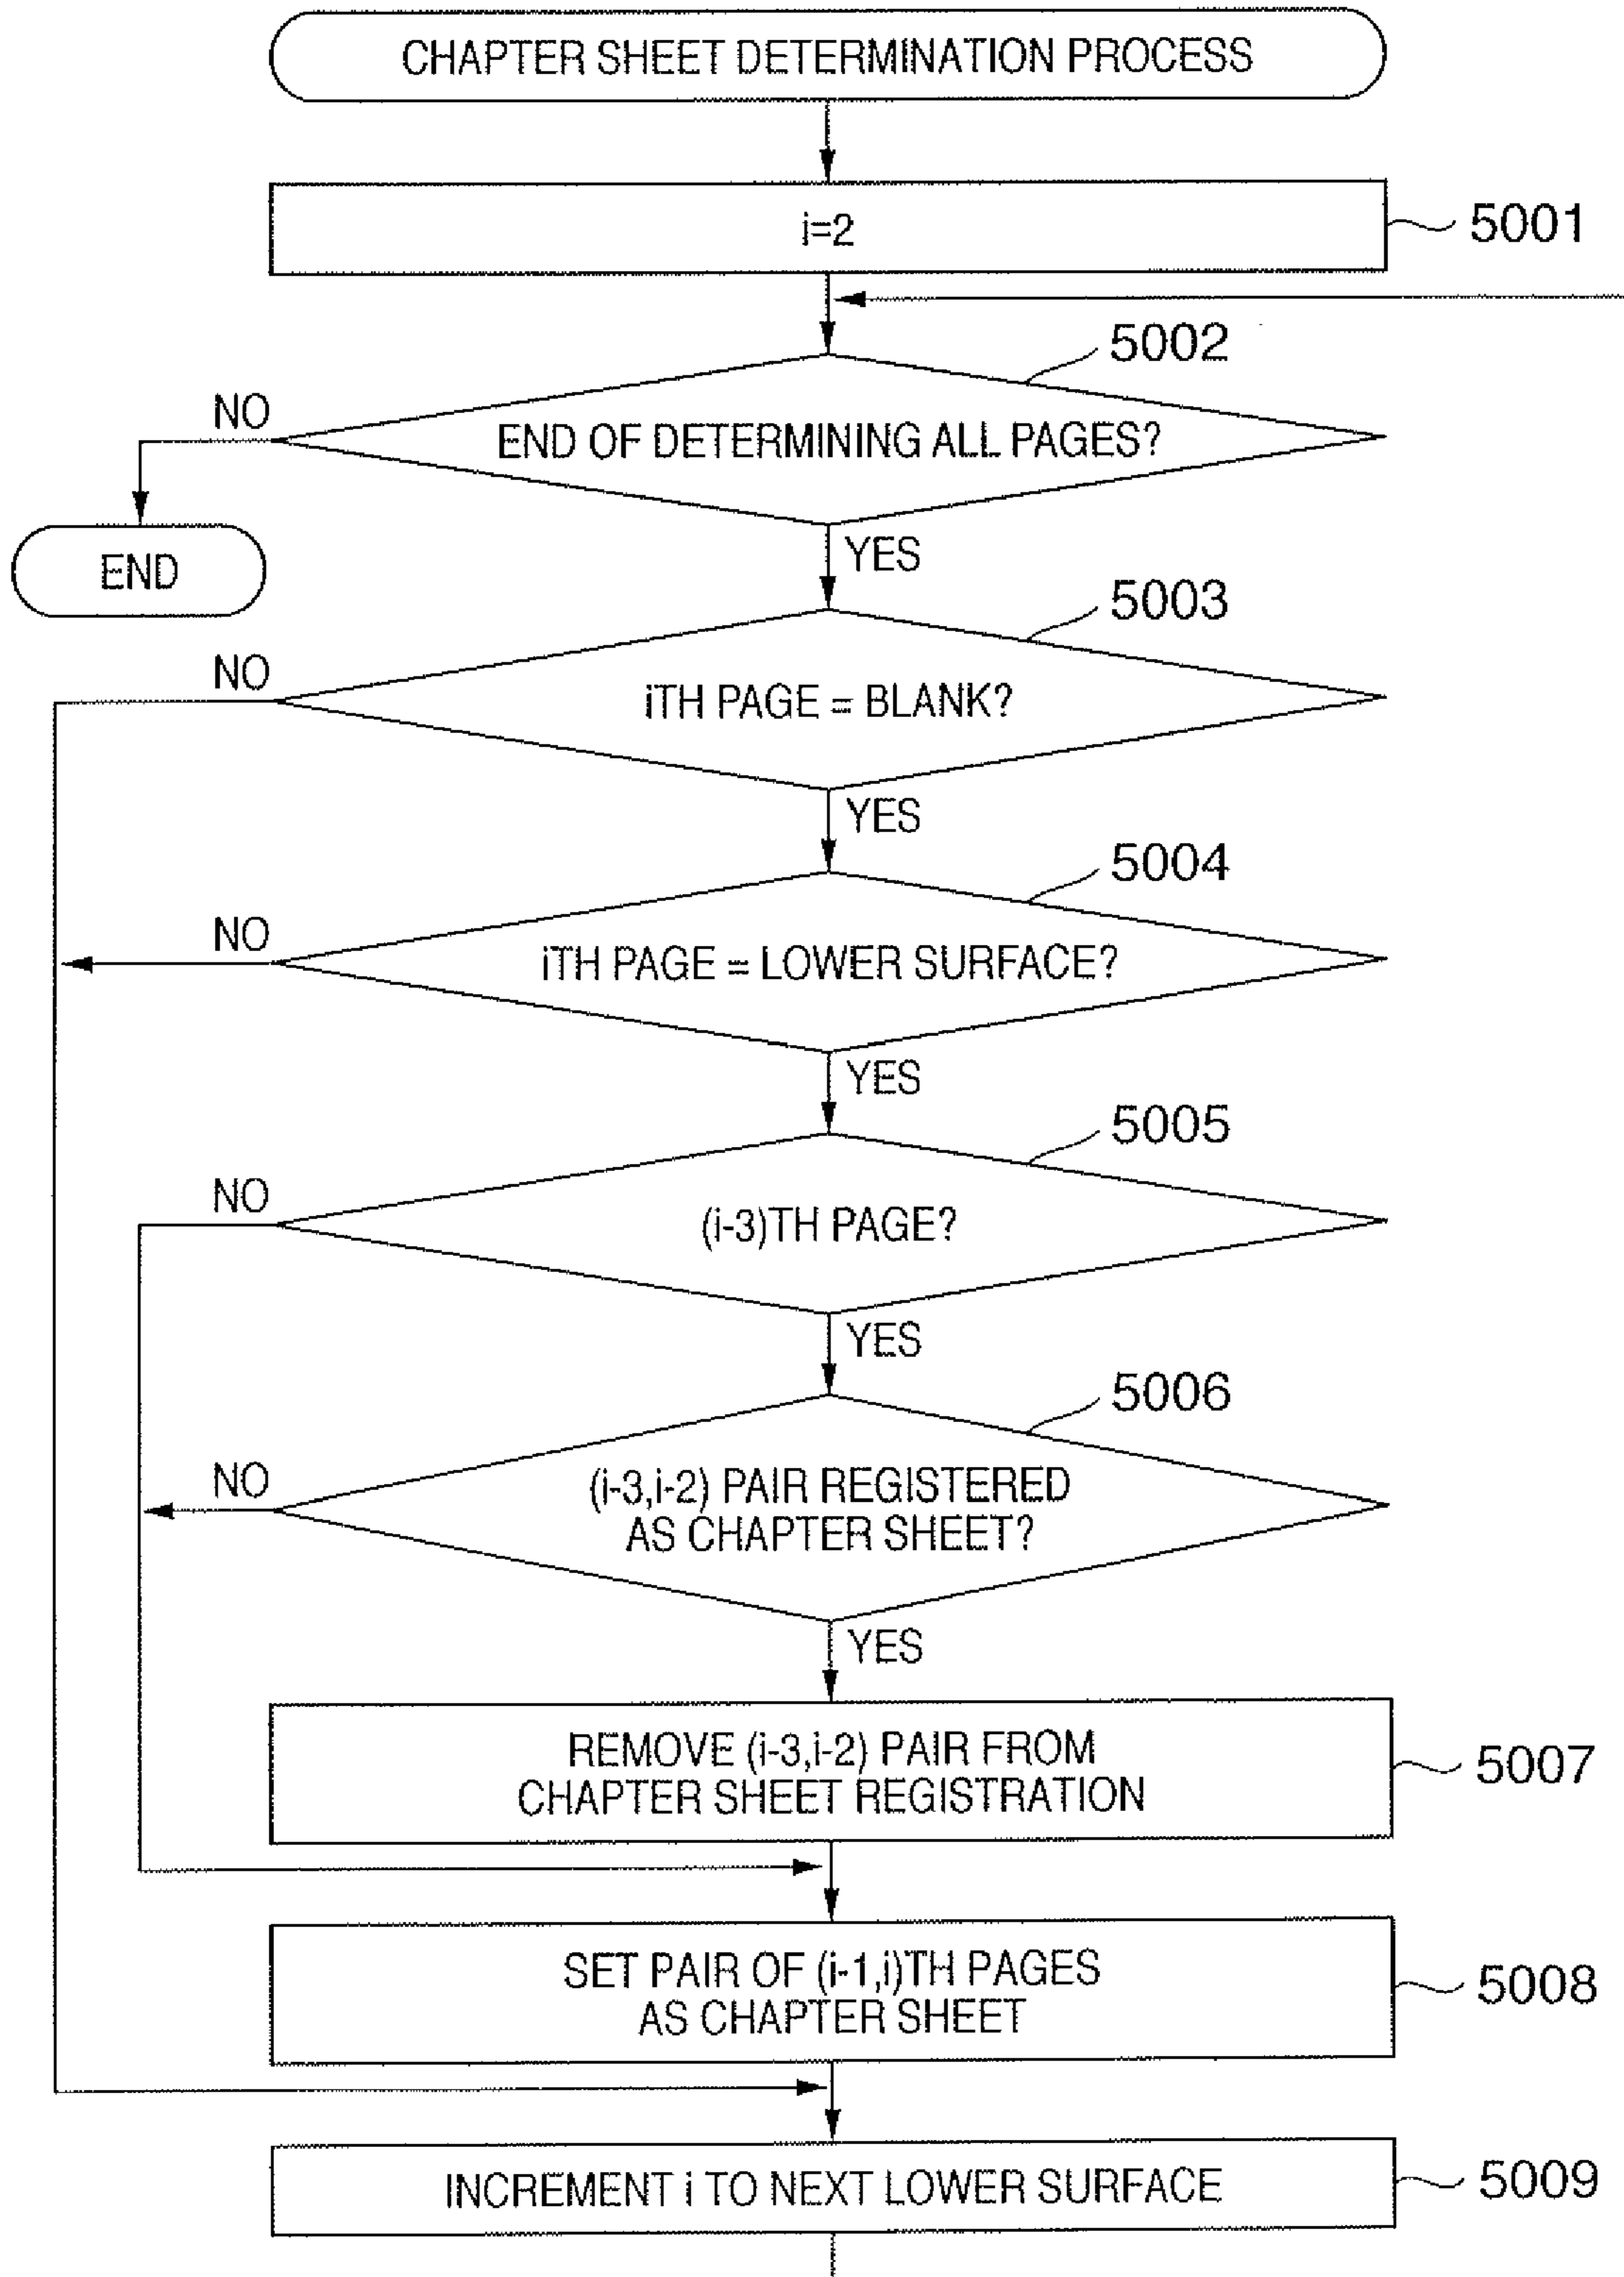 CHAPTER SHEET DETERMINATION PROCESS
i=2
5001
5002
NO
END OF DETERMINING ALL PAGES?
END
YES
5003
NO
iTH PAGE = BLANK?
YES
5004
NO
iTH PAGE = LOWER SURFACE?
YES
5005
NO
(i-3)TH PAGE?
YES
5006
NO
(i-3,i-2) PAIR REGISTERED
AS CHAPTER SHEET?
YES
REMOVE (i-3,i-2) PAIR FROM
CHAPTER SHEET REGISTRATION
5007
SET PAIR OF (i-1,i)TH PAGES
AS CHAPTER SHEET
5008
INCREMENT i TO NEXT LOWER SURFACE
5009